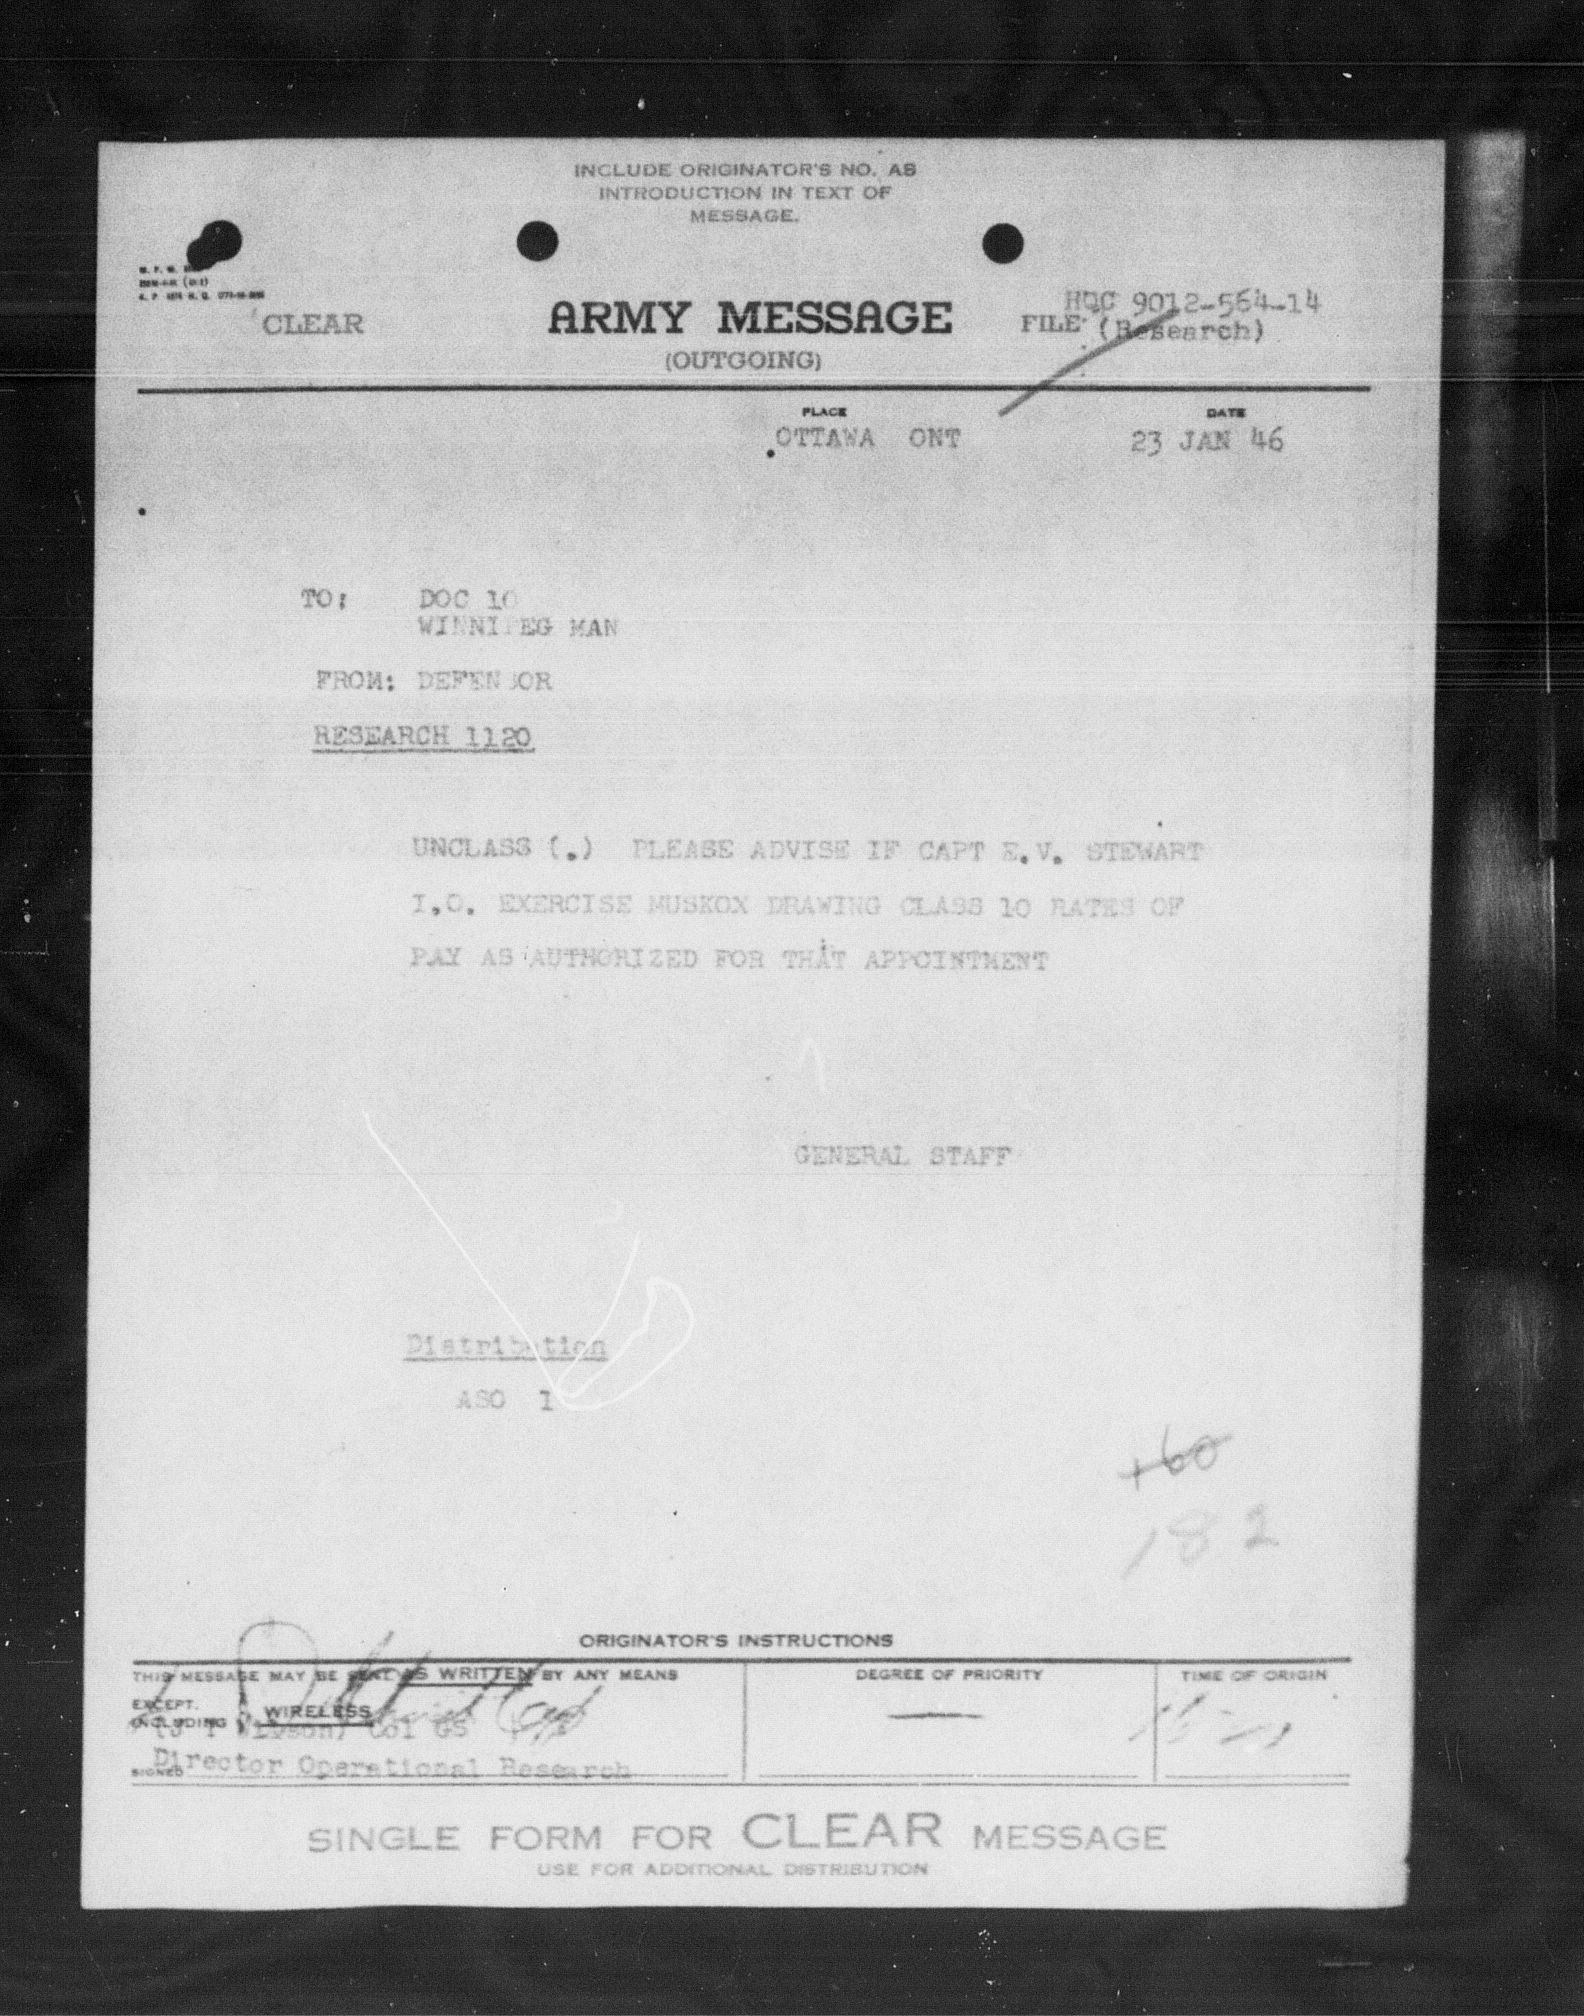 INCLUDE ORIGINATOR'S NO. AS
INTRODUCTION IN TEXT OF
MESSAGE.
CLEAR
ARMY MESSAGE
(OUTGOING)
HQC 9012-564-14
FILE (Research)
PLACE
DATE
OTTAWA ONT
23 JAN 46
TO: DOC 10
WINNIPEG MAN
FROM: DEFENSOR
RESEARCH 1120
UNCLASS (.) PLEASE ADVISE IF CAPT E.V. STEWART
I.O. EXERCISE MUSKOX DRAWING CLASS 10 RATES OF
PAY AS AUTHORIZED FOR THAT APPOINTMENT
GENERAL STAFF
Distribution
ASO 1
160
182
ORIGINATOR'S INSTRUCTIONS
THIS MESSAGE MAY BE SENT AS WRITTEN BY ANY MEANS
DEGREE OF PRIORITY
TIME OF ORIGIN
EXCEPT.
INCLUDING WIRELESS
Col GS
Director Operational Research
SIGNED
SINGLE FORM FOR CLEAR MESSAGE
USE FOR ADDITIONAL DISTRIBUTION